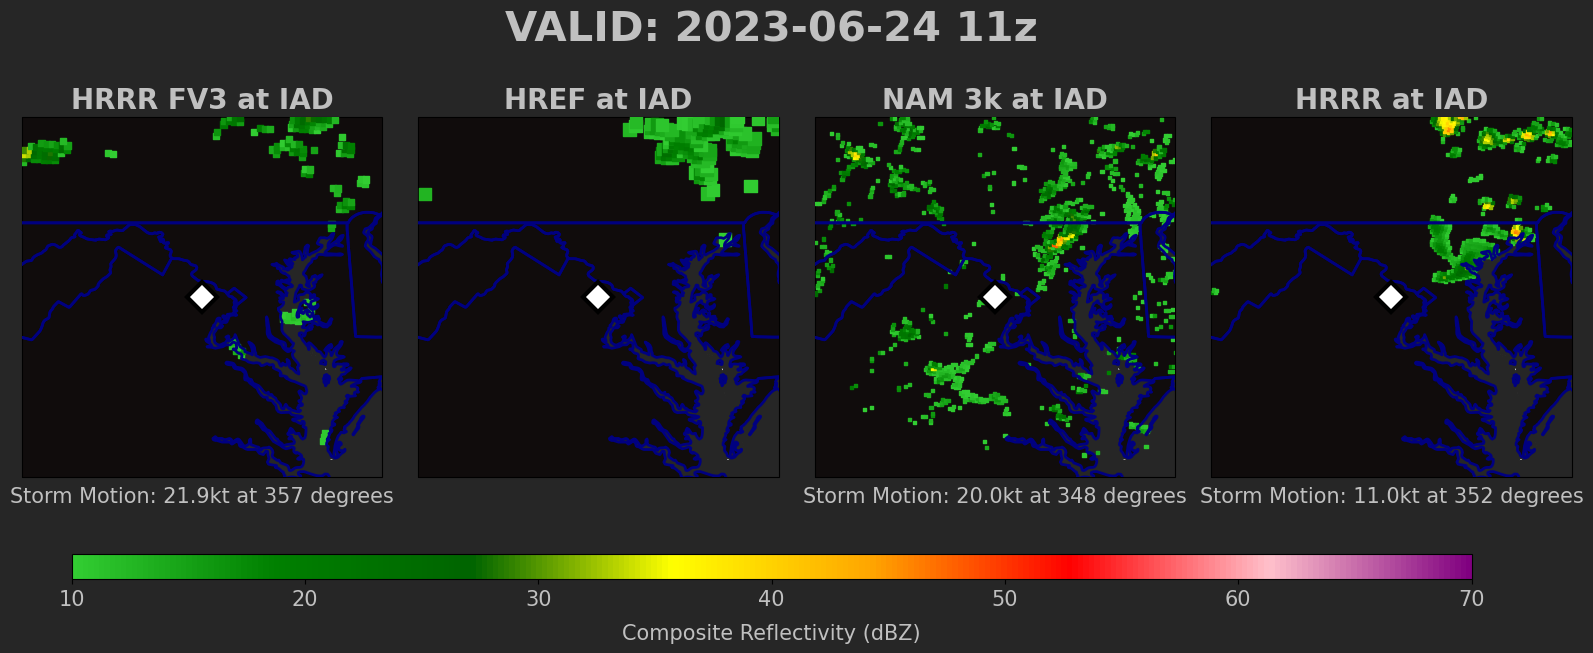 VALID: 2023-06-24 11z
HRRR FV3 at IAD
HREF at IAD
NAM 3k at IAD
HRRR at IAD
Storm Motion: 21.9kt at 357 degrees
Storm Motion: 20.0kt at 348 degrees
Storm Motion: 11.0kt at 352 degrees
10 20 30 40 50 60 70
Composite Reflectivity (dBZ)